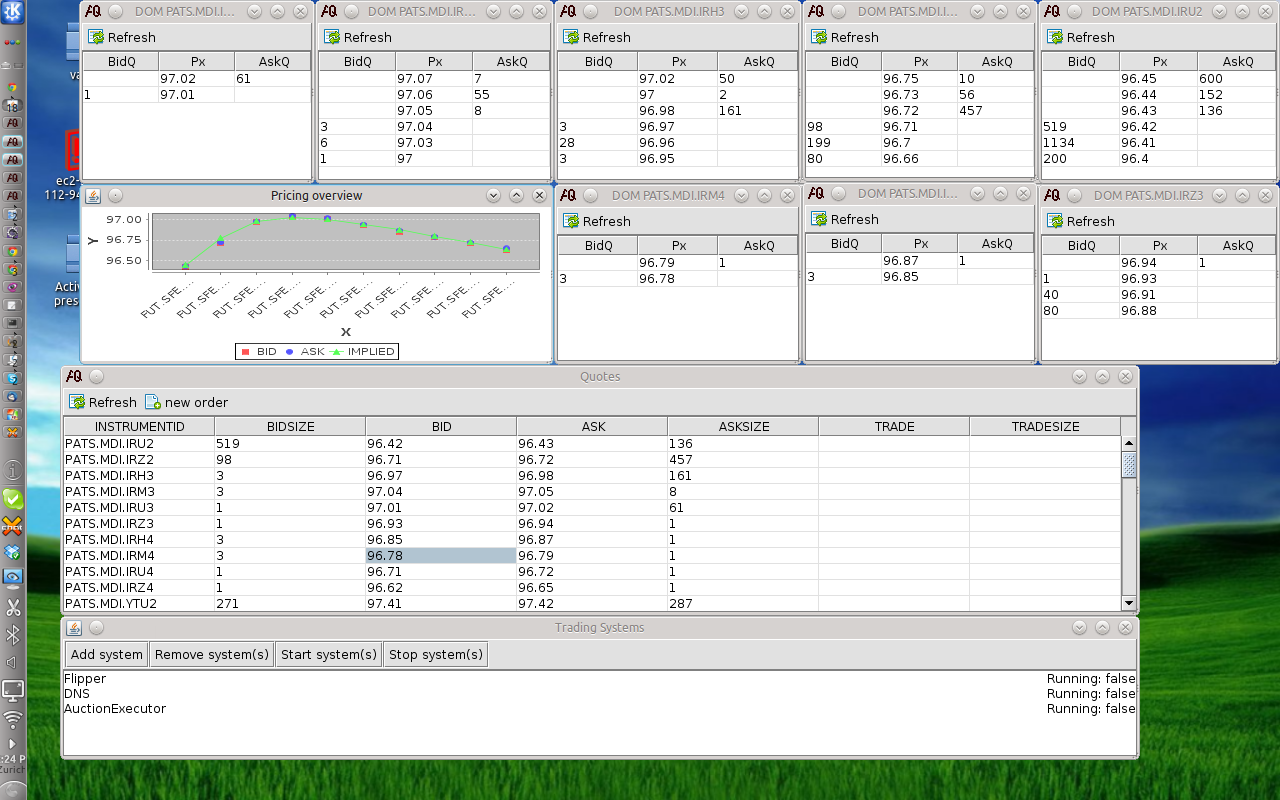 DOM PATS.MDI.I...
Refresh
BidQ Px AskQ
97.02 61
1 97.01
DOM PATS.MDI.IR...
Refresh
BidQ Px AskQ
97.07 7
97.06 55
97.05 8
3 97.04
6 97.03
1 97
DOM PATS.MDI.IRH3
Refresh
BidQ Px AskQ
97.02 50
97 2
96.98 161
3 96.97
28 96.96
3 96.95
DOM PATS.MDI.I...
Refresh
BidQ Px AskQ
96.75 10
96.73 56
96.72 457
98 96.71
199 96.7
80 96.66
DOM PATS.MDI.IRU2
Refresh
BidQ Px AskQ
96.45 600
96.44 152
96.43 136
519 96.42
1134 96.41
200 96.4
va
ec2-
112-94
Activ
pres
Pricing overview
97.00
96.75
96.50
Y
FUT.SFE.... FUT.SFE.... FUT.SFE.... FUT.SFE.... FUT.SFE.... FUT.SFE.... FUT.SFE.... FUT.SFE.... FUT.SFE.... FUT.SFE....
X
BID ASK IMPLIED
DOM PATS.MDI.IRM4
Refresh
BidQ Px AskQ
96.79 1
3 96.78
DOM PATS.MDI.I...
Refresh
BidQ Px AskQ
96.87 1
3 96.85
DOM PATS.MDI.IRZ3
Refresh
BidQ Px AskQ
96.94 1
1 96.93
40 96.91
80 96.88
Quotes
Refresh new order
INSTRUMENTID BIDSIZE BID ASK ASKSIZE TRADE TRADESIZE
PATS.MDI.IRU2 519 96.42 96.43 136
PATS.MDI.IRZ2 98 96.71 96.72 457
PATS.MDI.IRH3 3 96.97 96.98 161
PATS.MDI.IRM3 3 97.04 97.05 8
PATS.MDI.IRU3 1 97.01 97.02 61
PATS.MDI.IRZ3 1 96.93 96.94 1
PATS.MDI.IRH4 3 96.85 96.87 1
PATS.MDI.IRM4 3 96.78 96.79 1
PATS.MDI.IRU4 1 96.71 96.72 1
PATS.MDI.IRZ4 1 96.62 96.65 1
PATS.MDI.YTU2 271 97.41 97.42 287
Trading Systems
Add system Remove system(s) Start system(s) Stop system(s)
Flipper Running: false
DNS Running: false
AuctionExecutor Running: false
:24 P
Zurich